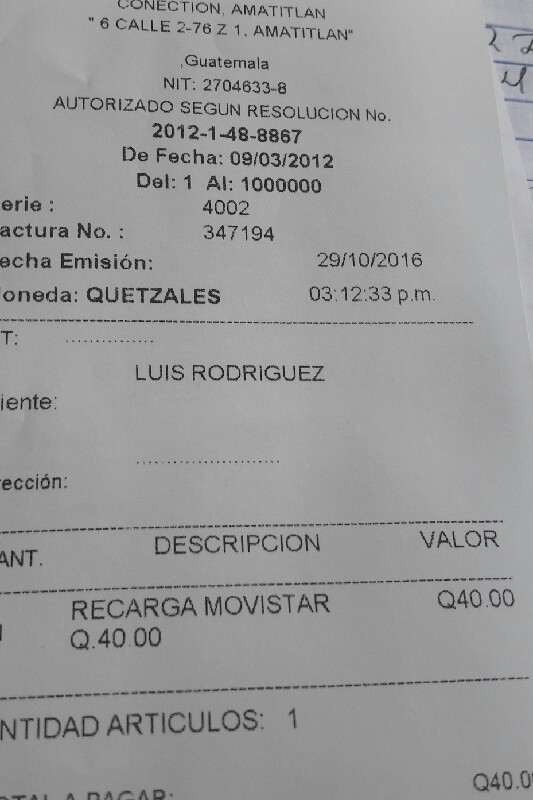 CONECTION, AMATITLAN
" 6 CALLE 2-76 Z 1, AMATITLAN"
,Guatemala
NIT: 2704633-8
AUTORIZADO SEGUN RESOLUCION No.
2012-1-48-8867
De Fecha: 09/03/2012
Del: 1 Al: 1000000
erie : 4002
actura No. : 347194
echa Emisión: 29/10/2016
oneda: QUETZALES 03:12:33 p.m.
T: ...............
LUIS RODRIGUEZ
iente:
........................
rección:
ANT. DESCRIPCION VALOR
RECARGA MOVISTAR Q40.00
Q.40.00
NTIDAD ARTICULOS: 1
TAL A PAGAR: Q40.0